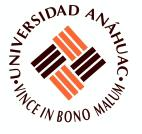 UNIVERSIDAD ANÁHUAC
• VINCE IN BONO MALUM •